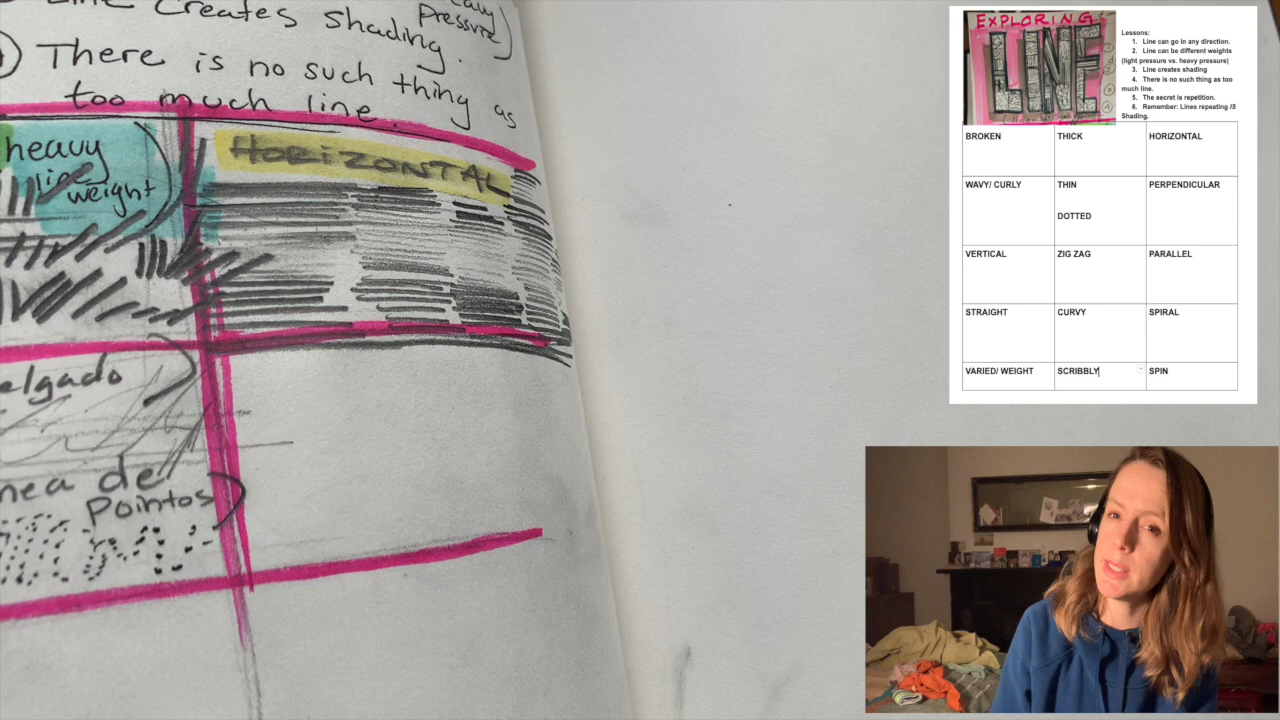 Line Creates Shading.
Pressure)
There is no such thing as
too much line.
heavy
line
weight)
HORIZONTAL
elgado)
nea de
Pointos)
EXPLORING
LINE
Lessons:
1. Line can go in any direction.
2. Line can be different weights
(light pressure vs. heavy pressure)
3. Line creates shading
4. There is no such thing as too
much line.
5. The secret is repetition.
6. Remember: Lines repeating IS
Shading.
BROKEN
THICK
HORIZONTAL
WAVY/ CURLY
THIN
DOTTED
PERPENDICULAR
VERTICAL
ZIG ZAG
PARALLEL
STRAIGHT
CURVY
SPIRAL
VARIED/ WEIGHT
SCRIBBLY
SPIN